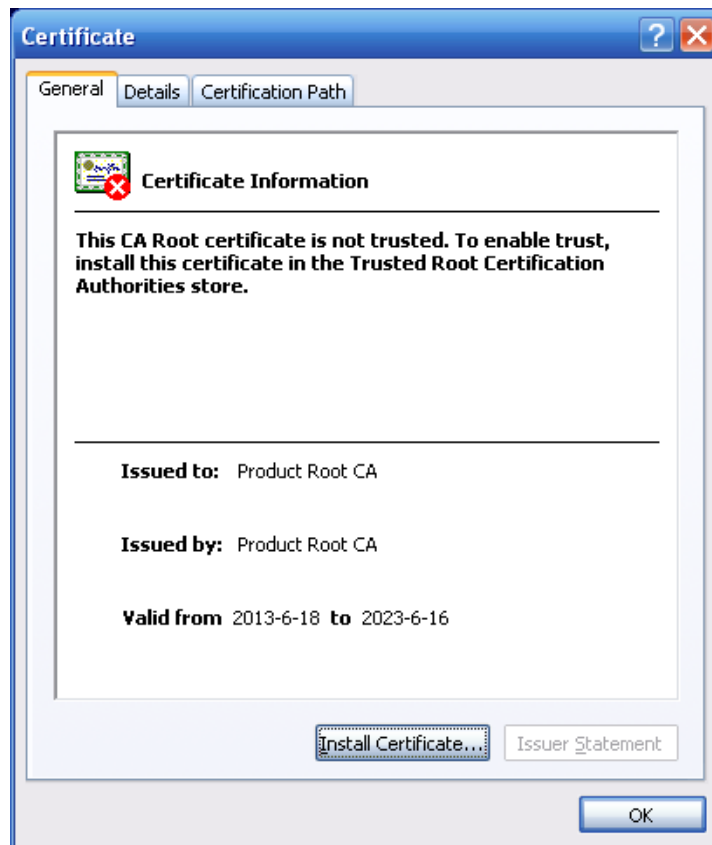 Certificate
General Details Certification Path
Certificate Information
This CA Root certificate is not trusted. To enable trust,
install this certificate in the Trusted Root Certification
Authorities store.
Issued to: Product Root CA
Issued by: Product Root CA
Valid from 2013-6-18 to 2023-6-16
Install Certificate... Issuer Statement
OK